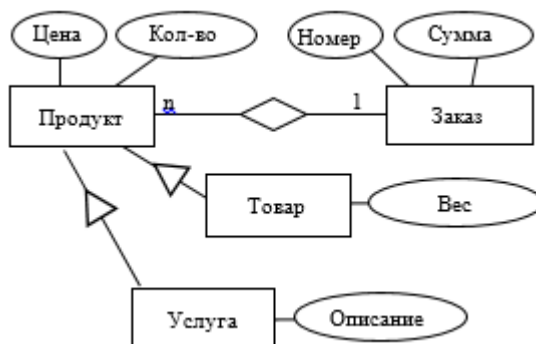 Цена Кол-во Номер Сумма
Продукт n 1 Заказ
Товар Вес
Услуга Описание